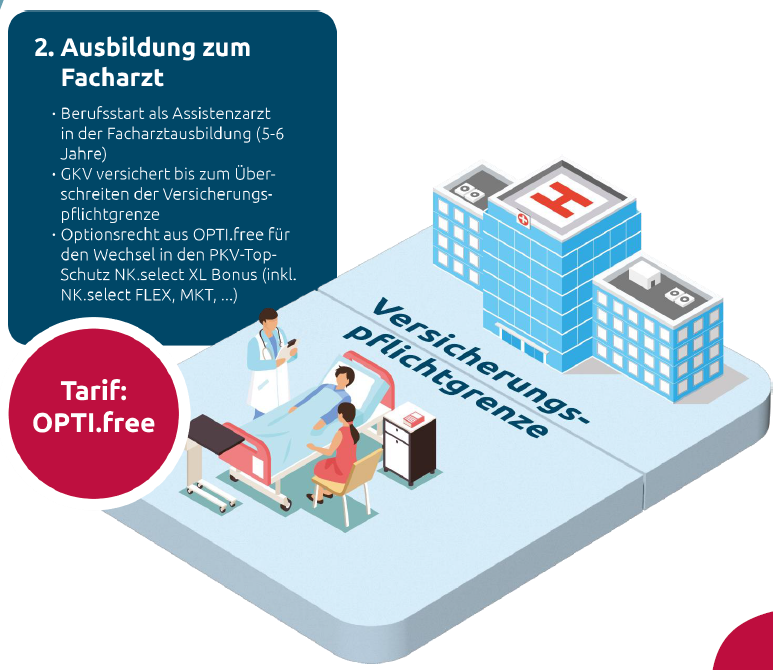 2. Ausbildung zum
Facharzt
· Berufsstart als Assistenzarzt
in der Facharztausbildung (5-6
Jahre)
· GKV versichert bis zum Über-
schreiten der Versicherungs-
pflichtgrenze
· Optionsrecht aus OPTI.free für
den Wechsel in den PKV-Top-
Schutz NK.select XL Bonus (inkl.
NK.select FLEX, MKT, ...)
Tarif:
OPTI.free
Versicherungs-
pflichtgrenze
H